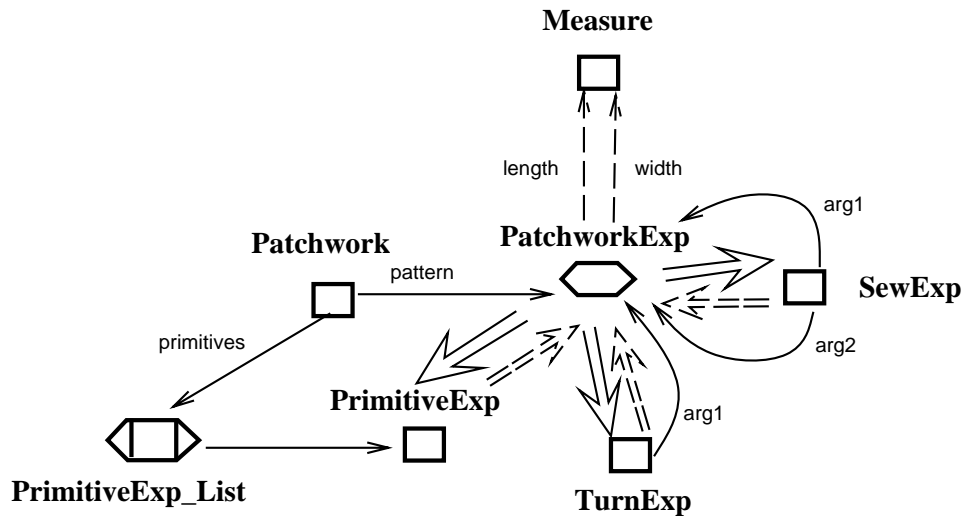 Measure
length
width
arg1
Patchwork
PatchworkExp
pattern
SewExp
primitives
arg2
PrimitiveExp
arg1
PrimitiveExp_List
TurnExp